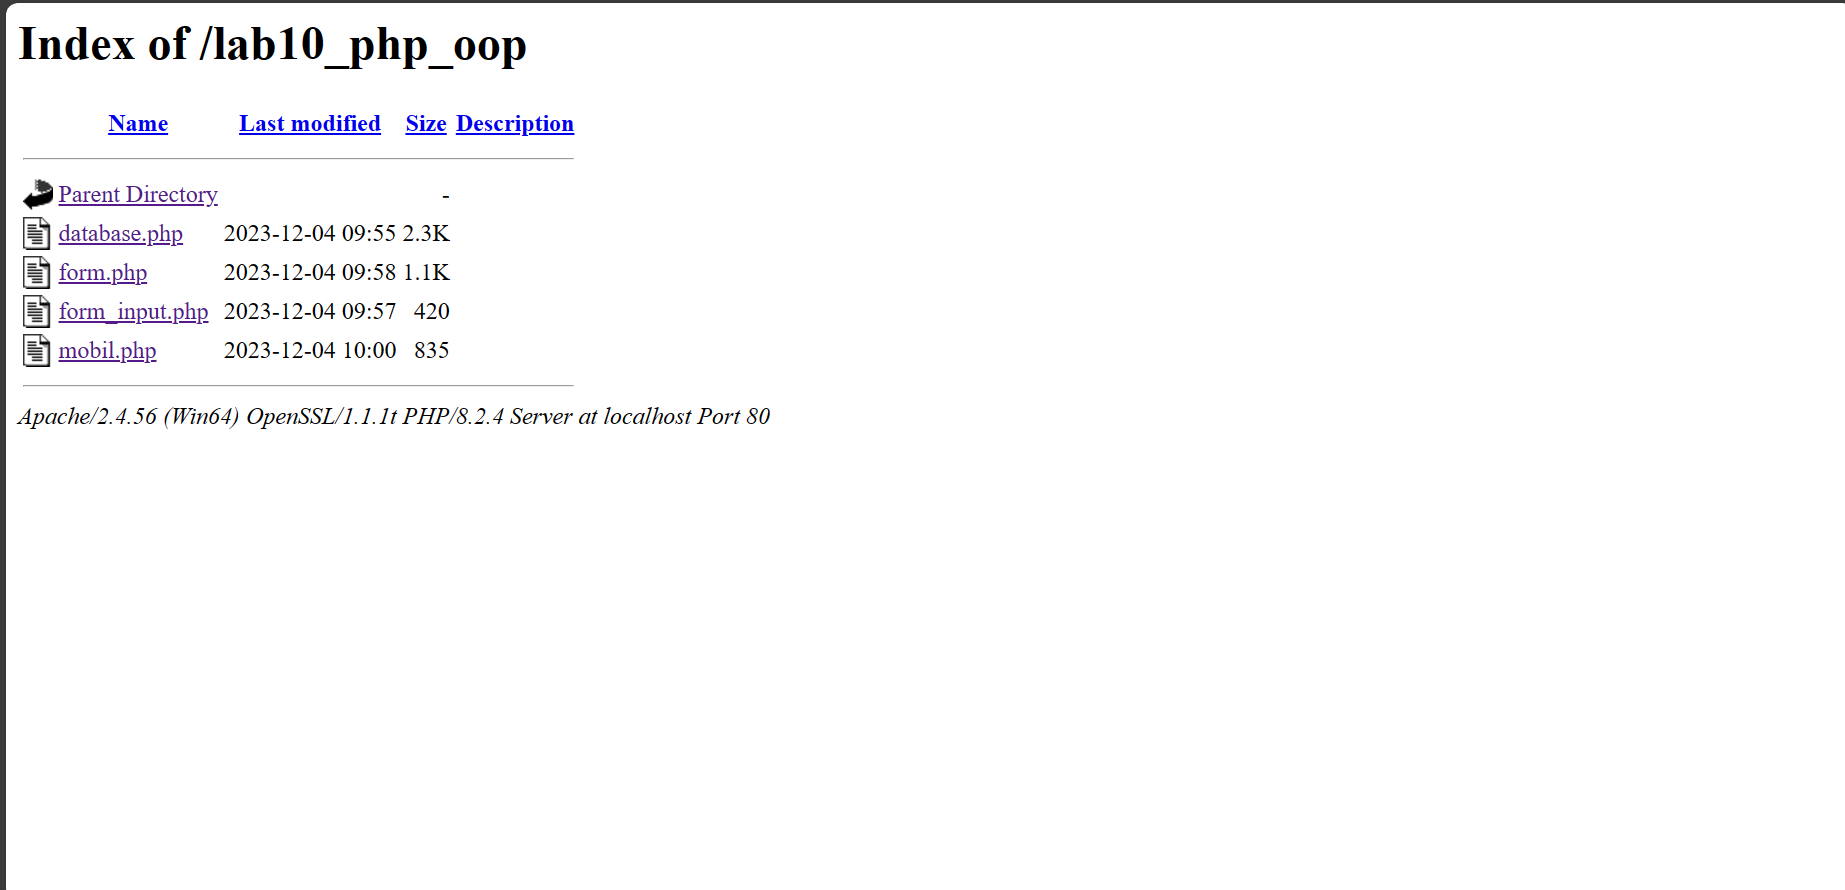 Index of /lab10_php_oop
Name Last modified Size Description
Parent Directory -
database.php 2023-12-04 09:55 2.3K
form.php 2023-12-04 09:58 1.1K
form_input.php 2023-12-04 09:57 420
mobil.php 2023-12-04 10:00 835
Apache/2.4.56 (Win64) OpenSSL/1.1.1t PHP/8.2.4 Server at localhost Port 80